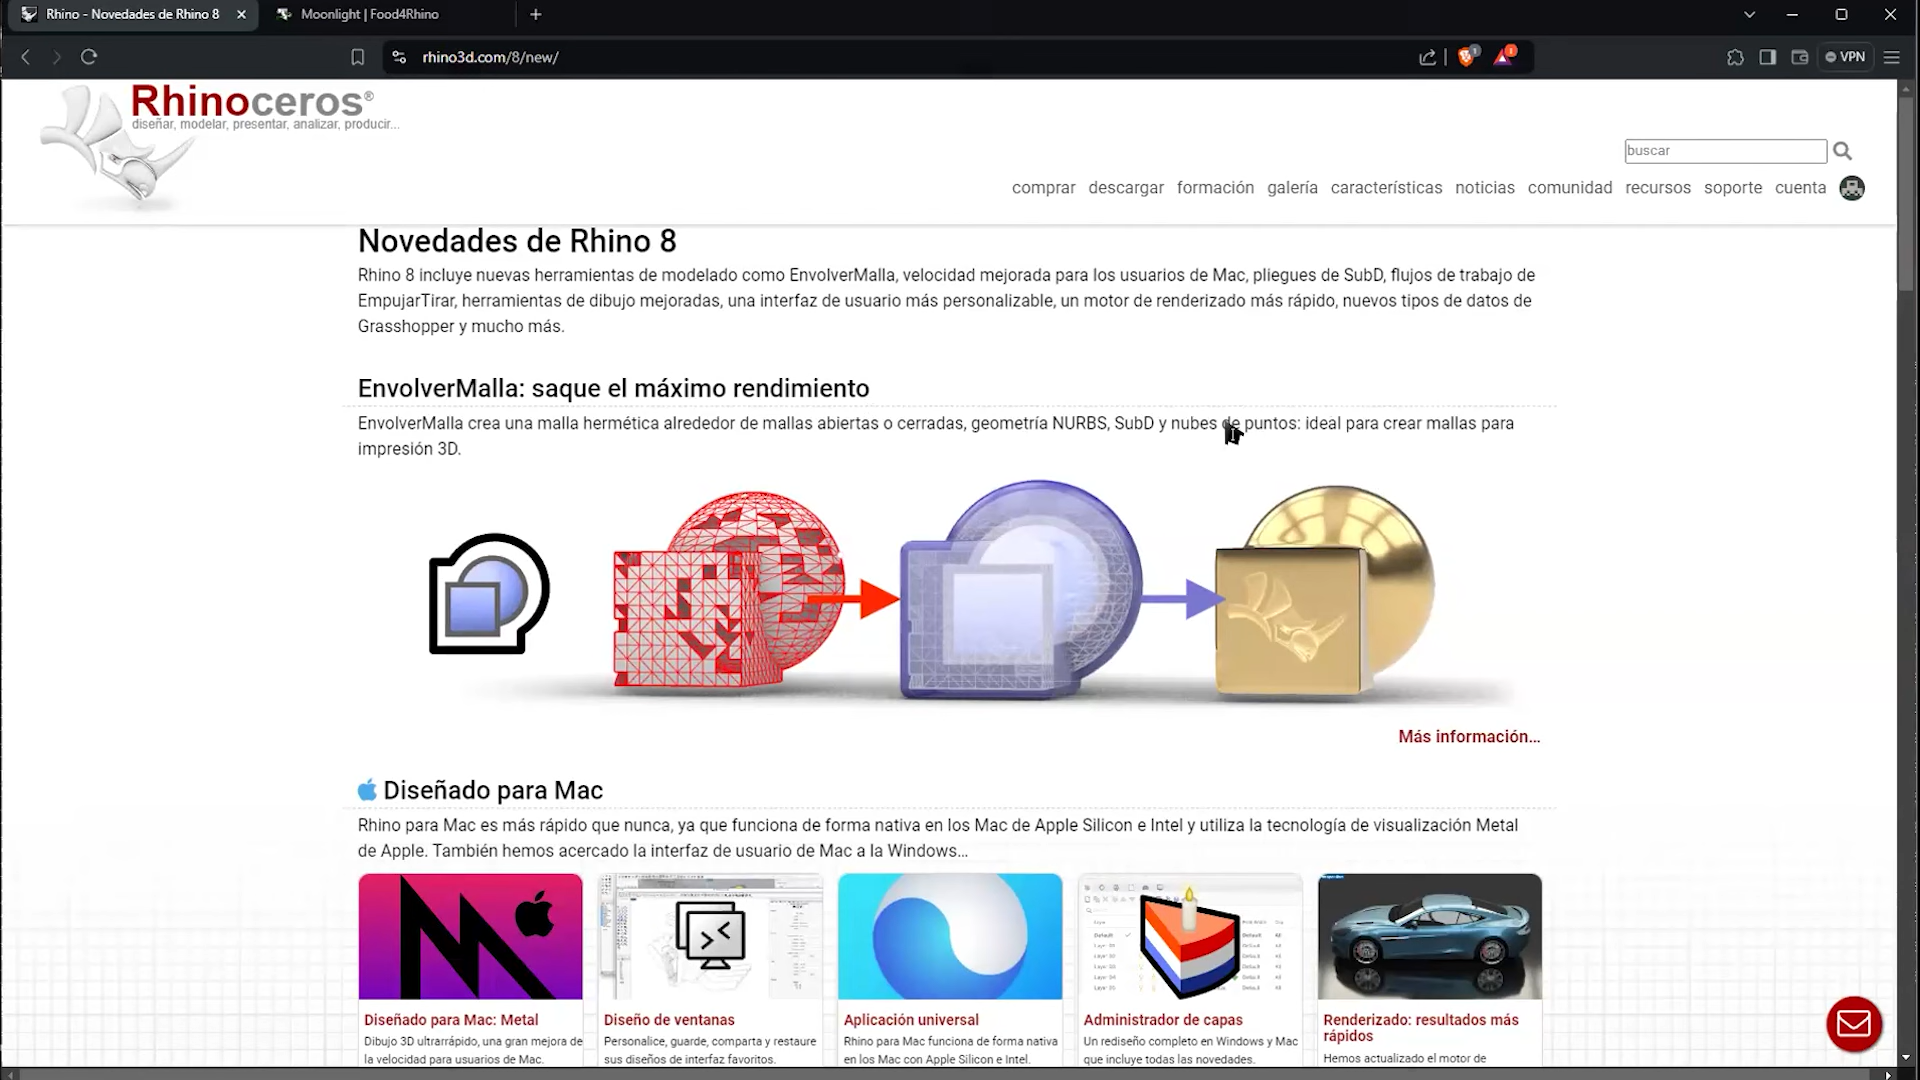 Rhino - Novedades de Rhino 8
Moonlight | Food4Rhino
rhino3d.com/8/new/
VPN
Rhinoceros®
diseñar, modelar, presentar, analizar, producir...
buscar
comprar descargar formación galería características noticias comunidad recursos soporte cuenta
Novedades de Rhino 8
Rhino 8 incluye nuevas herramientas de modelado como EnvolverMalla, velocidad mejorada para los usuarios de Mac, pliegues de SubD, flujos de trabajo de
EmpujarTirar, herramientas de dibujo mejoradas, una interfaz de usuario más personalizable, un motor de renderizado más rápido, nuevos tipos de datos de
Grasshopper y mucho más.
EnvolverMalla: saque el máximo rendimiento
EnvolverMalla crea una malla hermética alrededor de mallas abiertas o cerradas, geometría NURBS, SubD y nubes de puntos: ideal para crear mallas para
impresión 3D.
Más información...
Diseñado para Mac
Rhino para Mac es más rápido que nunca, ya que funciona de forma nativa en los Mac de Apple Silicon e Intel y utiliza la tecnología de visualización Metal
de Apple. También hemos acercado la interfaz de usuario de Mac a la Windows...
Diseñado para Mac: Metal
Dibujo 3D ultrarrápido, una gran mejora de
la velocidad para usuarios de Mac.
Diseño de ventanas
Personalice, guarde, comparta y restaure
sus diseños de interfaz favoritos.
Aplicación universal
Rhino para Mac funciona de forma nativa
en los Mac con Apple Silicon e Intel.
Administrador de capas
Un rediseño completo en Windows y Mac
que incluye todas las novedades.
Renderizado: resultados más
rápidos
Hemos actualizado el motor de